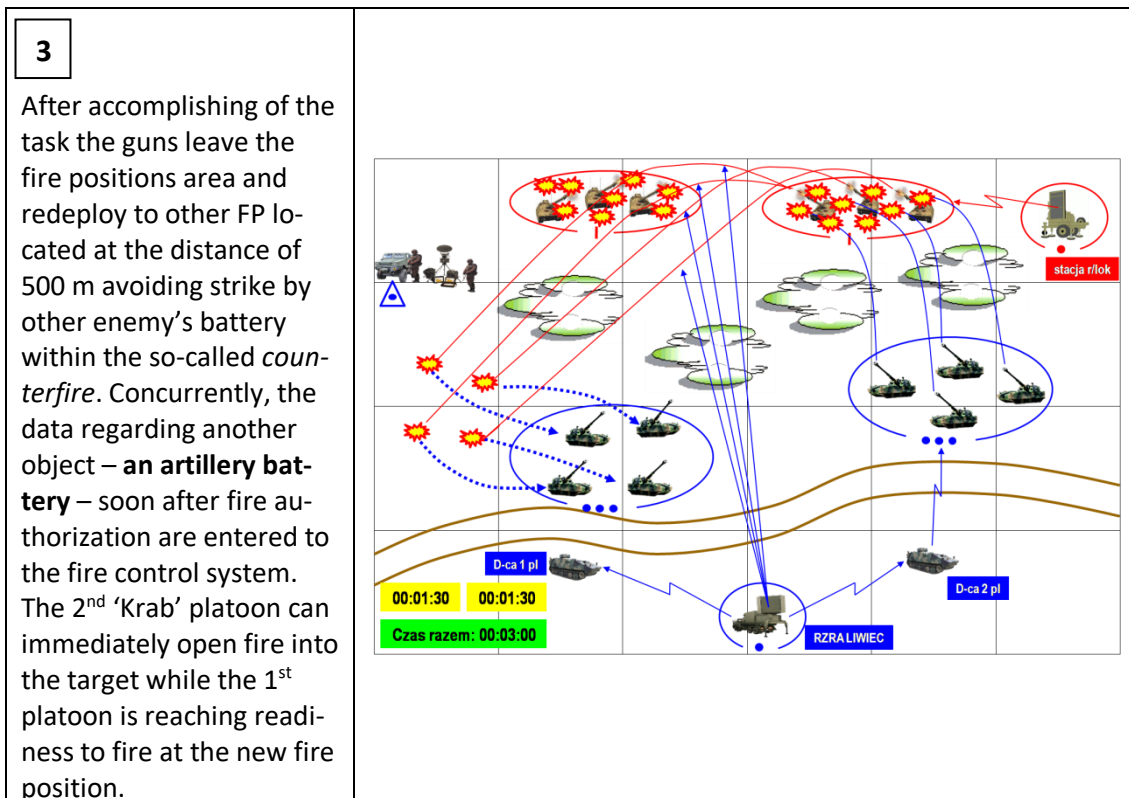 3
After accomplishing of the
task the guns leave the
fire positions area and
redeploy to other FP lo-
cated at the distance of
500 m avoiding strike by
other enemy’s battery
within the so-called coun-
terfire. Concurrently, the
data regarding another
object – an artillery bat-
tery – soon after fire au-
thorization are entered to
the fire control system.
The 2nd ‘Krab’ platoon can
immediately open fire into
the target while the 1st
platoon is reaching readi-
ness to fire at the new fire
position.
stacja r/lok
D-ca 1 pl
D-ca 2 pl
00:01:30 00:01:30
Czas razem: 00:03:00
RZRA LIWIEC